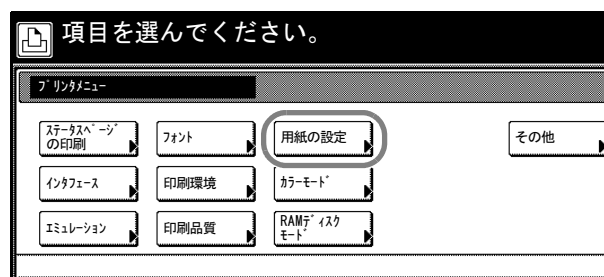 項目を選んでください。
プリンタメニュー
ステータスページ
の印刷
フォント
用紙の設定
その他
インタフェース
印刷環境
カラーモード
エミュレーション
印刷品質
RAMディスク
モード